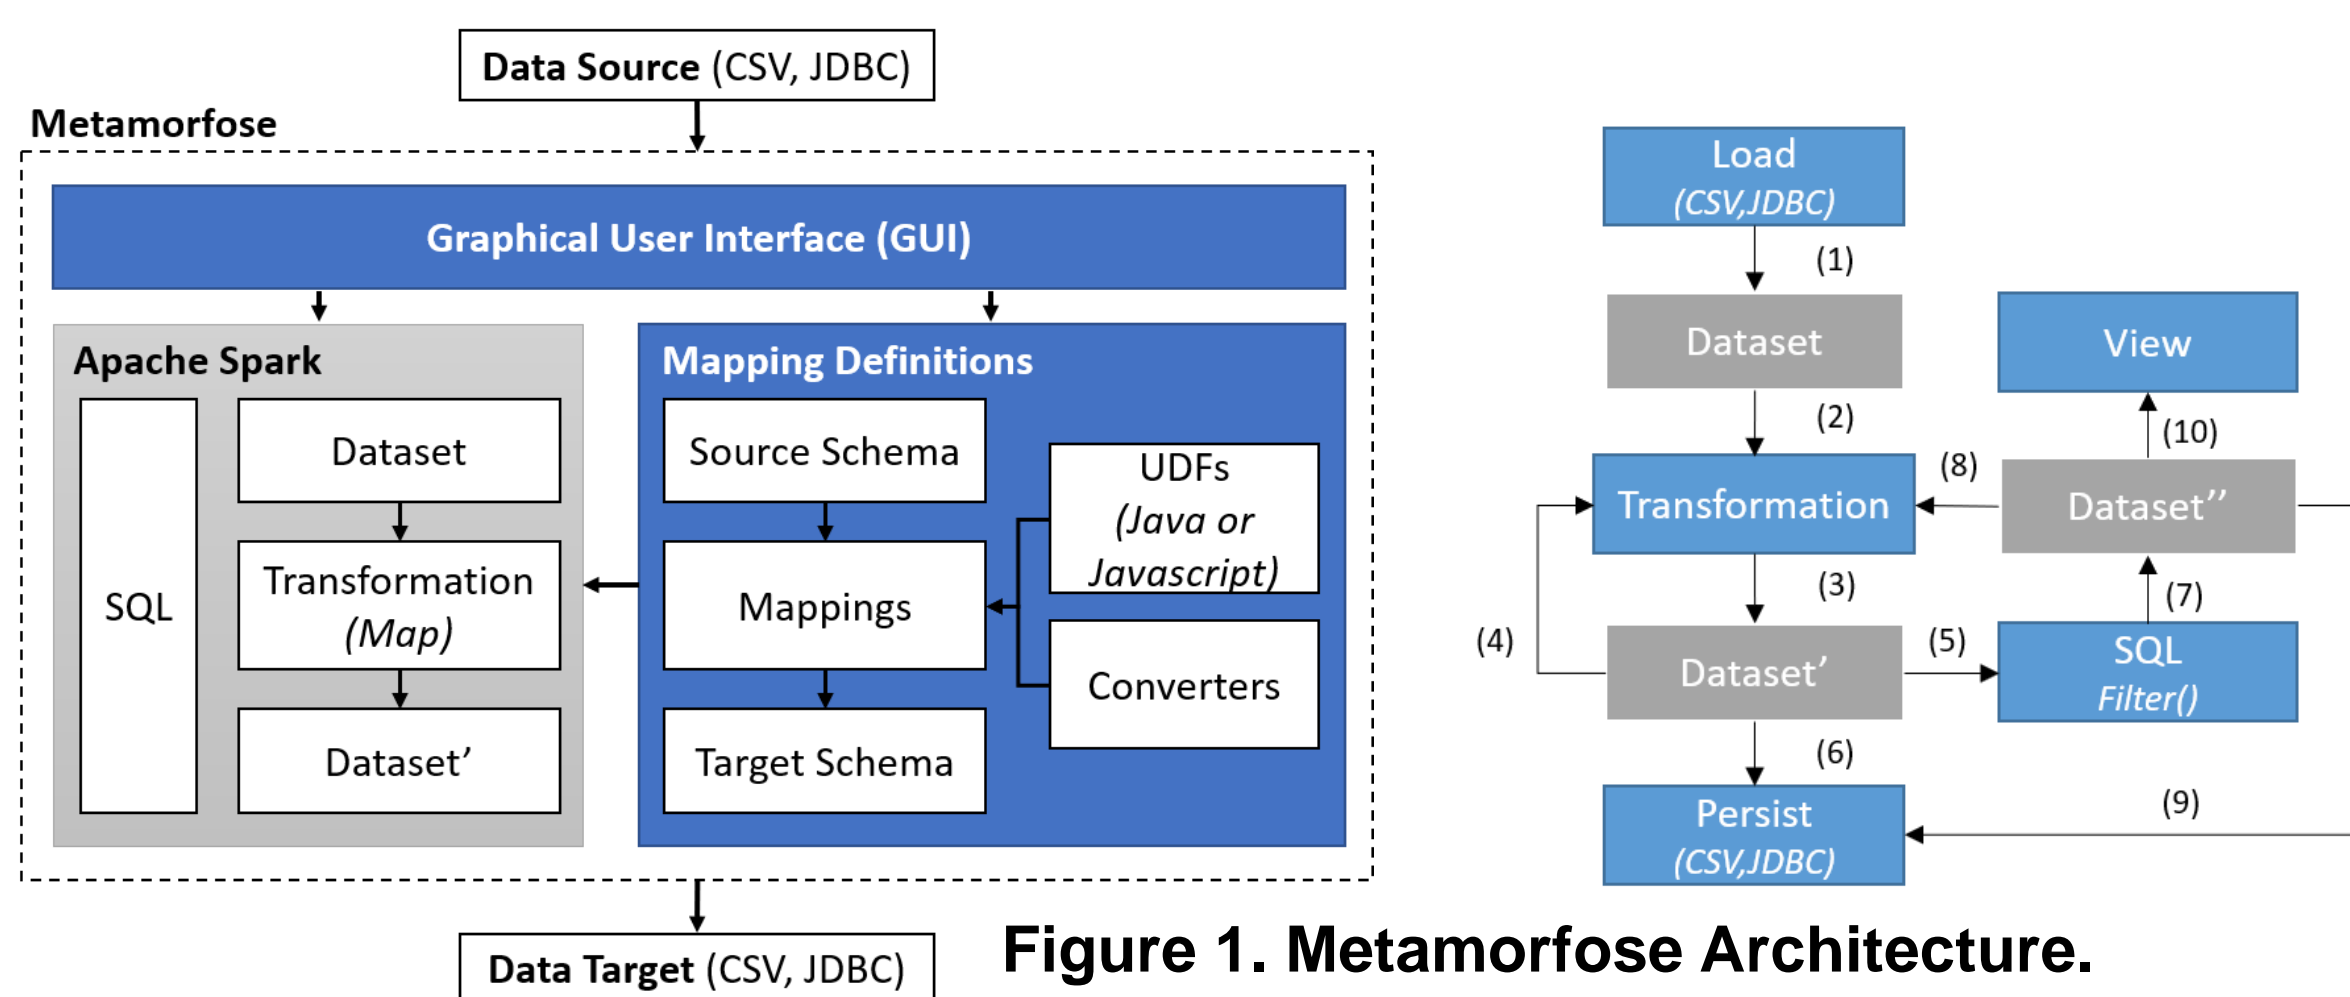 Data Source (CSV, JDBC)
Metamorfose
Graphical User Interface (GUI)
Apache Spark
SQL
Dataset
Transformation
(Map)
Dataset’
Mapping Definitions
Source Schema
Mappings
Target Schema
UDFs
(Java or
Javascript)
Converters
Data Target (CSV, JDBC)
Load
(CSV,JDBC)
(1)
Dataset
(2)
Transformation
(3)
(4)
Dataset’
(5)
SQL
Filter()
(6)
(7)
Dataset’’
(8)
(10)
View
(9)
Persist
(CSV,JDBC)
Figure 1. Metamorfose Architecture.